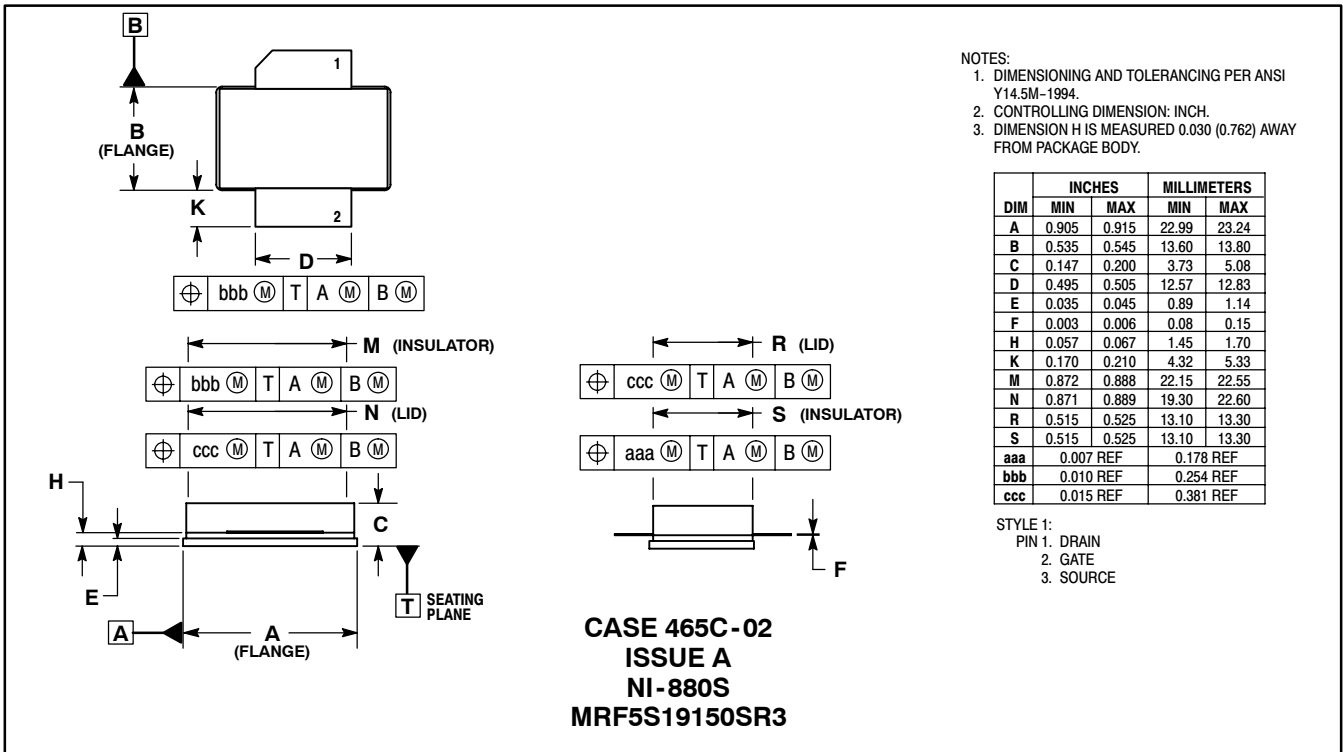 B
1
B
(FLANGE)
K
2
D
⌖ bbb Ⓜ T A Ⓜ B Ⓜ
M (INSULATOR)
⌖ bbb Ⓜ T A Ⓜ B Ⓜ
N (LID)
⌖ ccc Ⓜ T A Ⓜ B Ⓜ
H
C
E
T SEATING
PLANE
A
A
(FLANGE)
R (LID)
⌖ ccc Ⓜ T A Ⓜ B Ⓜ
S (INSULATOR)
⌖ aaa Ⓜ T A Ⓜ B Ⓜ
F
CASE 465C-02
ISSUE A
NI-880S
MRF5S19150SR3
NOTES:
1. DIMENSIONING AND TOLERANCING PER ANSI
Y14.5M-1994.
2. CONTROLLING DIMENSION: INCH.
3. DIMENSION H IS MEASURED 0.030 (0.762) AWAY
FROM PACKAGE BODY.
INCHES MILLIMETERS
DIM MIN MAX MIN MAX
A 0.905 0.915 22.99 23.24
B 0.535 0.545 13.60 13.80
C 0.147 0.200 3.73 5.08
D 0.495 0.505 12.57 12.83
E 0.035 0.045 0.89 1.14
F 0.003 0.006 0.08 0.15
H 0.057 0.067 1.45 1.70
K 0.170 0.210 4.32 5.33
M 0.872 0.888 22.15 22.55
N 0.871 0.889 19.30 22.60
R 0.515 0.525 13.10 13.30
S 0.515 0.525 13.10 13.30
aaa 0.007 REF 0.178 REF
bbb 0.010 REF 0.254 REF
ccc 0.015 REF 0.381 REF
STYLE 1:
PIN 1. DRAIN
2. GATE
3. SOURCE